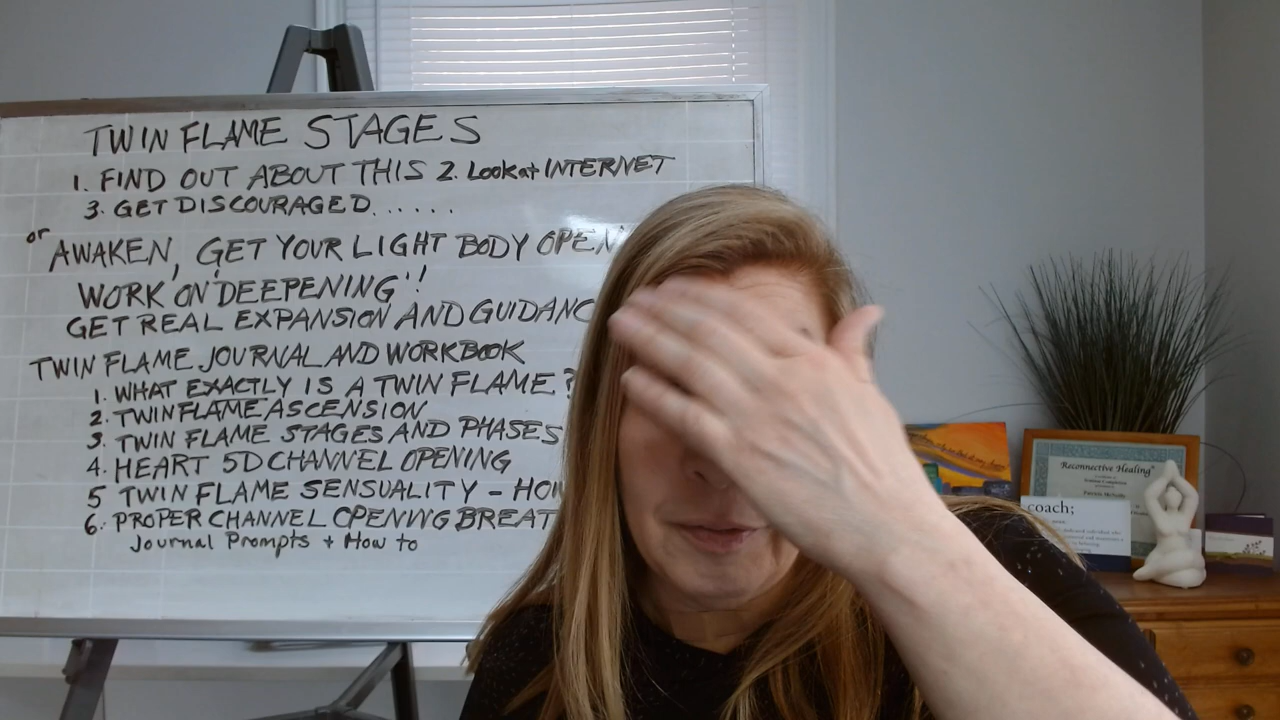 TWIN FLAME STAGES
1. FIND OUT ABOUT THIS 2. Look at INTERNET
3. GET DISCOURAGED......
or
AWAKEN, GET YOUR LIGHT BODY OPEN
WORK ON "DEEPENING"!
GET REAL EXPANSION AND GUIDANC
TWIN FLAME JOURNAL AND WORKBOOK
1. WHAT EXACTLY IS A TWIN FLAME?
2. TWIN FLAME ASCENSION
3. TWIN FLAME STAGES AND PHASES
4. HEART 5D CHANNEL OPENING
5 TWIN FLAME SENSUALITY - HOW
6. PROPER CHANNEL OPENING BREAT
Journal Prompts + How to
Reconnective Healing
coach;